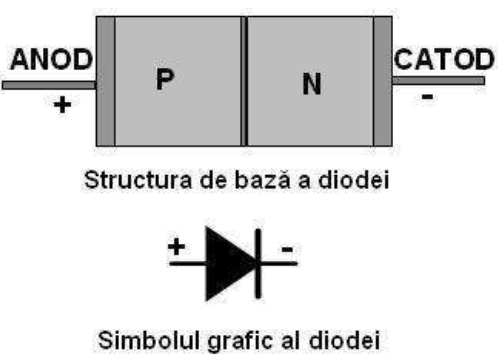 ANOD
CATOD
P
N
+
-
Structura de bază a diodei
+
-
Simbolul grafic al diodei